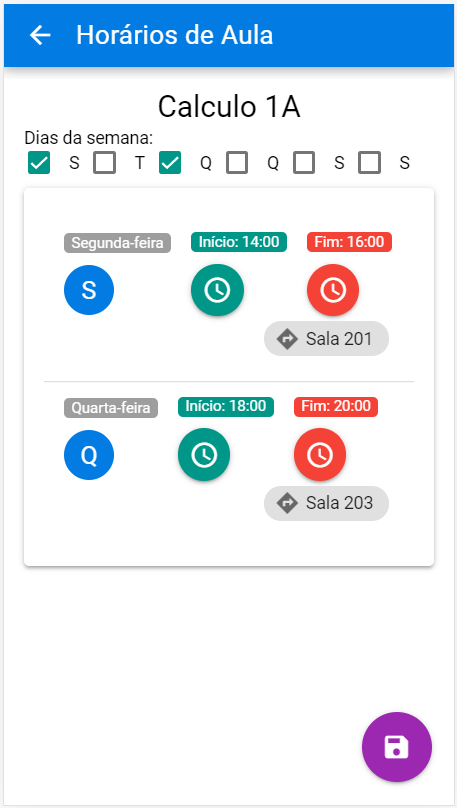 Horários de Aula
Calculo 1A
Dias da semana:
S T Q Q S S
Segunda-feira Início: 14:00 Fim: 16:00
S
Sala 201
Quarta-feira Início: 18:00 Fim: 20:00
Q
Sala 203